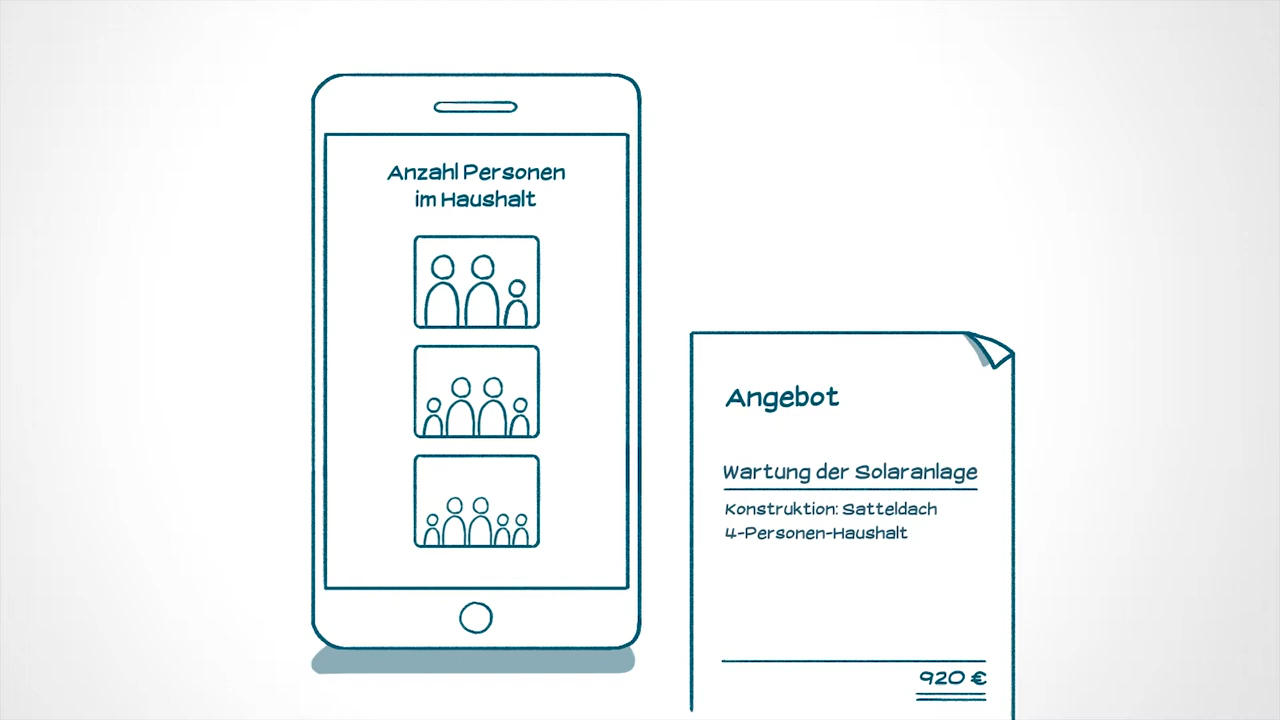 Anzahl Personen
im Haushalt
Angebot
Wartung der Solaranlage
Konstruktion: Satteldach
4-Personen-Haushalt
920 €